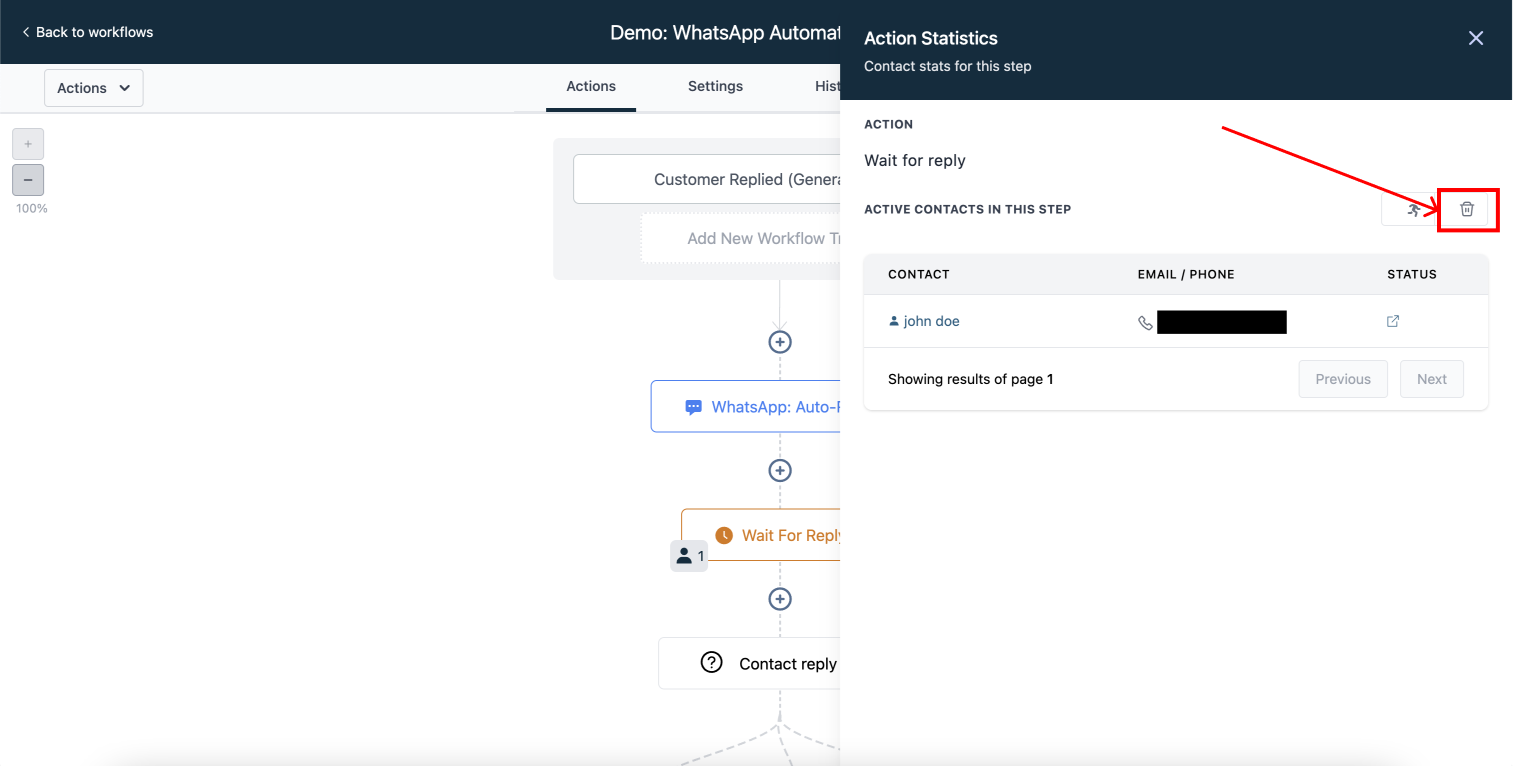 Back to workflows
Demo: WhatsApp Automat
Actions
Actions
Settings
Hist
+
−
100%
Customer Replied (Genera
Add New Workflow Tr
WhatsApp: Auto-R
Wait For Reply
1
Contact reply
Action Statistics
Contact stats for this step
ACTION
Wait for reply
ACTIVE CONTACTS IN THIS STEP
CONTACT EMAIL / PHONE STATUS
john doe
Showing results of page 1
Previous
Next